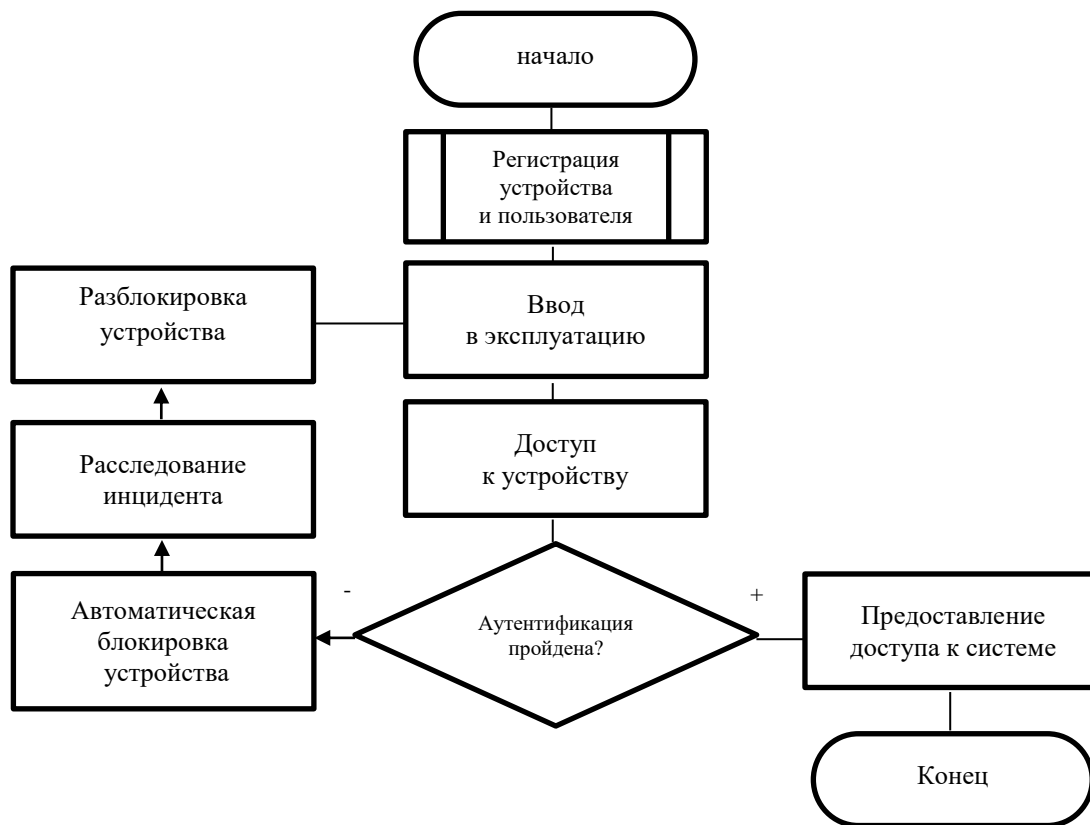 начало
Регистрация
устройства
и пользователя
Разблокировка
устройства
Ввод
в эксплуатацию
Расследование
инцидента
Доступ
к устройству
Автоматическая
блокировка
устройства
-
Аутентификация
пройдена?
+
Предоставление
доступа к системе
Конец